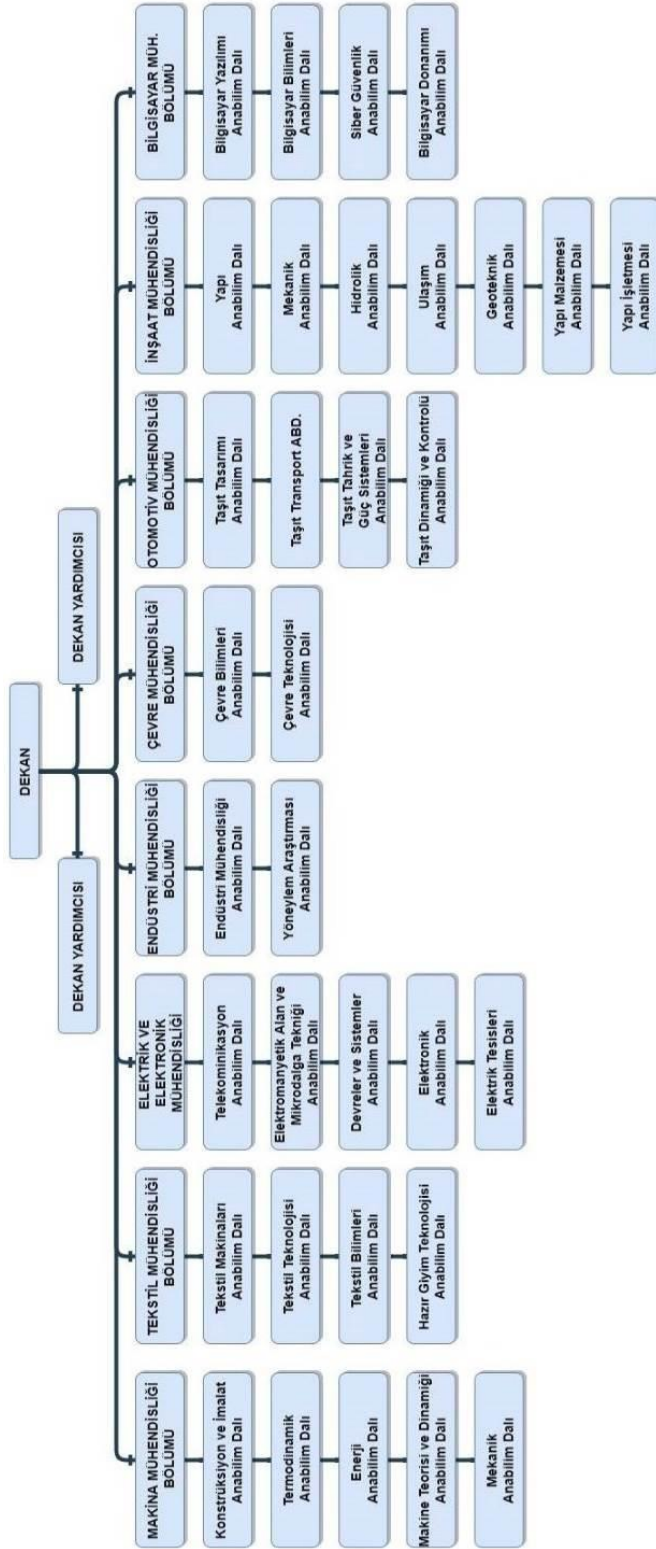 DEKAN
DEKAN YARDIMCISI
DEKAN YARDIMCISI
MAKİNA MÜHENDİSLİĞİ
BÖLÜMÜ
Konstrüksiyon ve İmalat
Anabilim Dalı
Termodinamik
Anabilim Dalı
Enerji
Anabilim Dalı
Makine Teorisi ve Dinamiği
Anabilim Dalı
Mekanik
Anabilim Dalı
TEKSTİL MÜHENDİSLİĞİ
BÖLÜMÜ
Tekstil Makinaları
Anabilim Dalı
Tekstil Teknolojisi
Anabilim Dalı
Tekstil Bilimleri
Anabilim Dalı
Hazır Giyim Teknolojisi
Anabilim Dalı
ELEKTRİK VE
ELEKTRONİK
MÜHENDİSLİĞİ
Telekominikasyon
Anabilim Dalı
Elektromanyetik Alan ve
Mikrodalga Tekniği
Anabilim Dalı
Devreler ve Sistemler
Anabilim Dalı
Elektronik
Anabilim Dalı
Elektrik Tesisleri
Anabilim Dalı
ENDÜSTRİ MÜHENDİSLİĞİ
BÖLÜMÜ
Endüstri Mühendisliği
Anabilim Dalı
Yöneylem Araştırması
Anabilim Dalı
ÇEVRE MÜHENDİSLİĞİ
BÖLÜMÜ
Çevre Bilimleri
Anabilim Dalı
Çevre Teknolojisi
Anabilim Dalı
OTOMOTİV MÜHENDİSLİĞİ
BÖLÜMÜ
Taşıt Tasarımı
Anabilim Dalı
Taşıt Transport ABD.
Taşıt Tahrik ve
Güç Sistemleri
Anabilim Dalı
Taşıt Dinamiği ve Kontrolü
Anabilim Dalı
İNŞAAT MÜHENDİSLİĞİ
BÖLÜMÜ
Yapı
Anabilim Dalı
Mekanik
Anabilim Dalı
Hidrolik
Anabilim Dalı
Ulaşım
Anabilim Dalı
Geoteknik
Anabilim Dalı
Yapı Malzemesi
Anabilim Dalı
Yapı İşletmesi
Anabilim Dalı
BİLGİSAYAR MÜH.
BÖLÜMÜ
Bilgisayar Yazılımı
Anabilim Dalı
Bilgisayar Bilimleri
Anabilim Dalı
Siber Güvenlik
Anabilim Dalı
Bilgisayar Donanımı
Anabilim Dalı